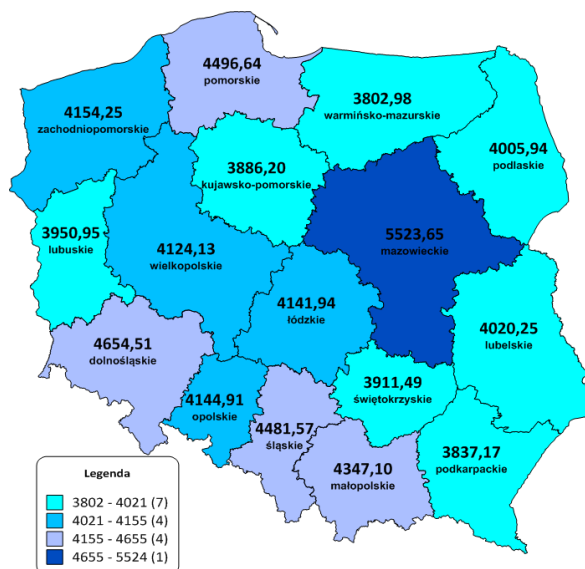 4496,64
pomorskie
3802,98
warmińsko-mazurskie
4154,25
zachodniopomorskie
4005,94
podlaskie
3886,20
kujawsko-pomorskie
3950,95
lubuskie
4124,13
wielkopolskie
5523,65
mazowieckie
4141,94
łódzkie
4020,25
lubelskie
4654,51
dolnośląskie
3911,49
świętokrzyskie
4144,91
opolskie
4481,57
śląskie
4347,10
małopolskie
3837,17
podkarpackie
Legenda
3802 - 4021 (7)
4021 - 4155 (4)
4155 - 4655 (4)
4655 - 5524 (1)